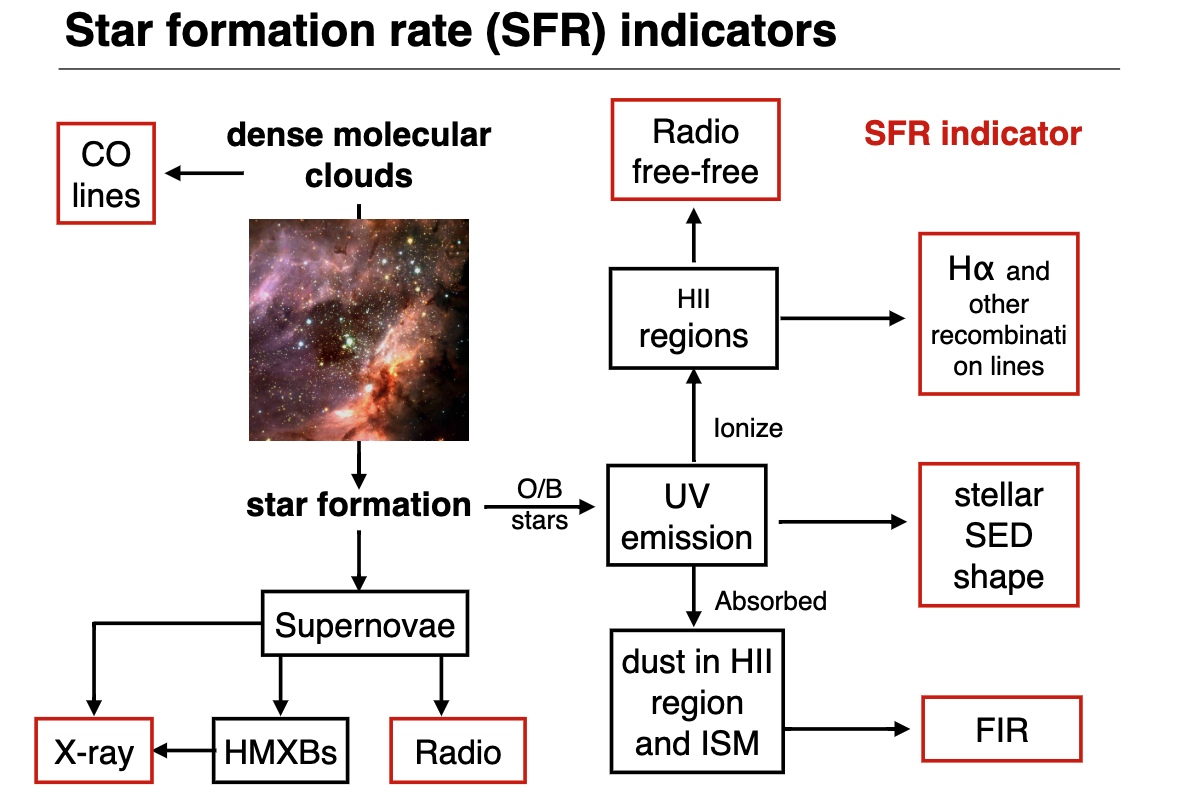 Star formation rate (SFR) indicators
CO
lines
dense molecular
clouds
Radio
free-free
SFR indicator
HII
regions
Hα and
other
recombinati
on lines
Ionize
star formation
O/B
stars
UV
emission
stellar
SED
shape
Absorbed
Supernovae
dust in HII
region
and ISM
X-ray
HMXBs
Radio
FIR